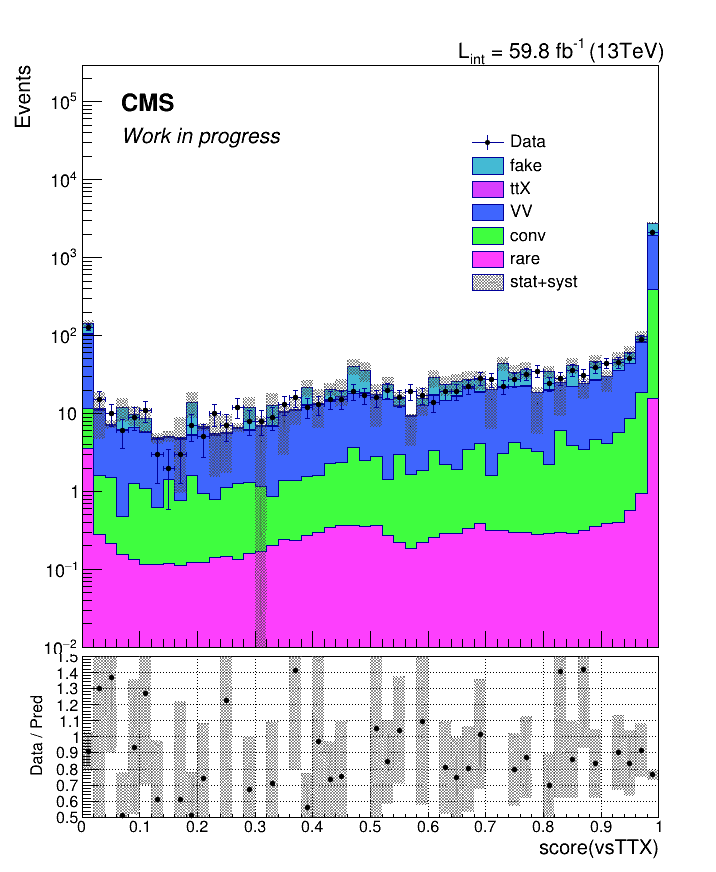 L_int = 59.8 fb^-1 (13TeV)
Events
CMS
Work in progress
Data
fake
ttX
VV
conv
rare
stat+syst
10^5
10^4
10^3
10^2
10
1
10^−1
10^−2
Data / Pred
1.5
1.4
1.3
1.2
1.1
1
0.9
0.8
0.7
0.6
0.5
0 0.1 0.2 0.3 0.4 0.5 0.6 0.7 0.8 0.9 1
score(vsTTX)